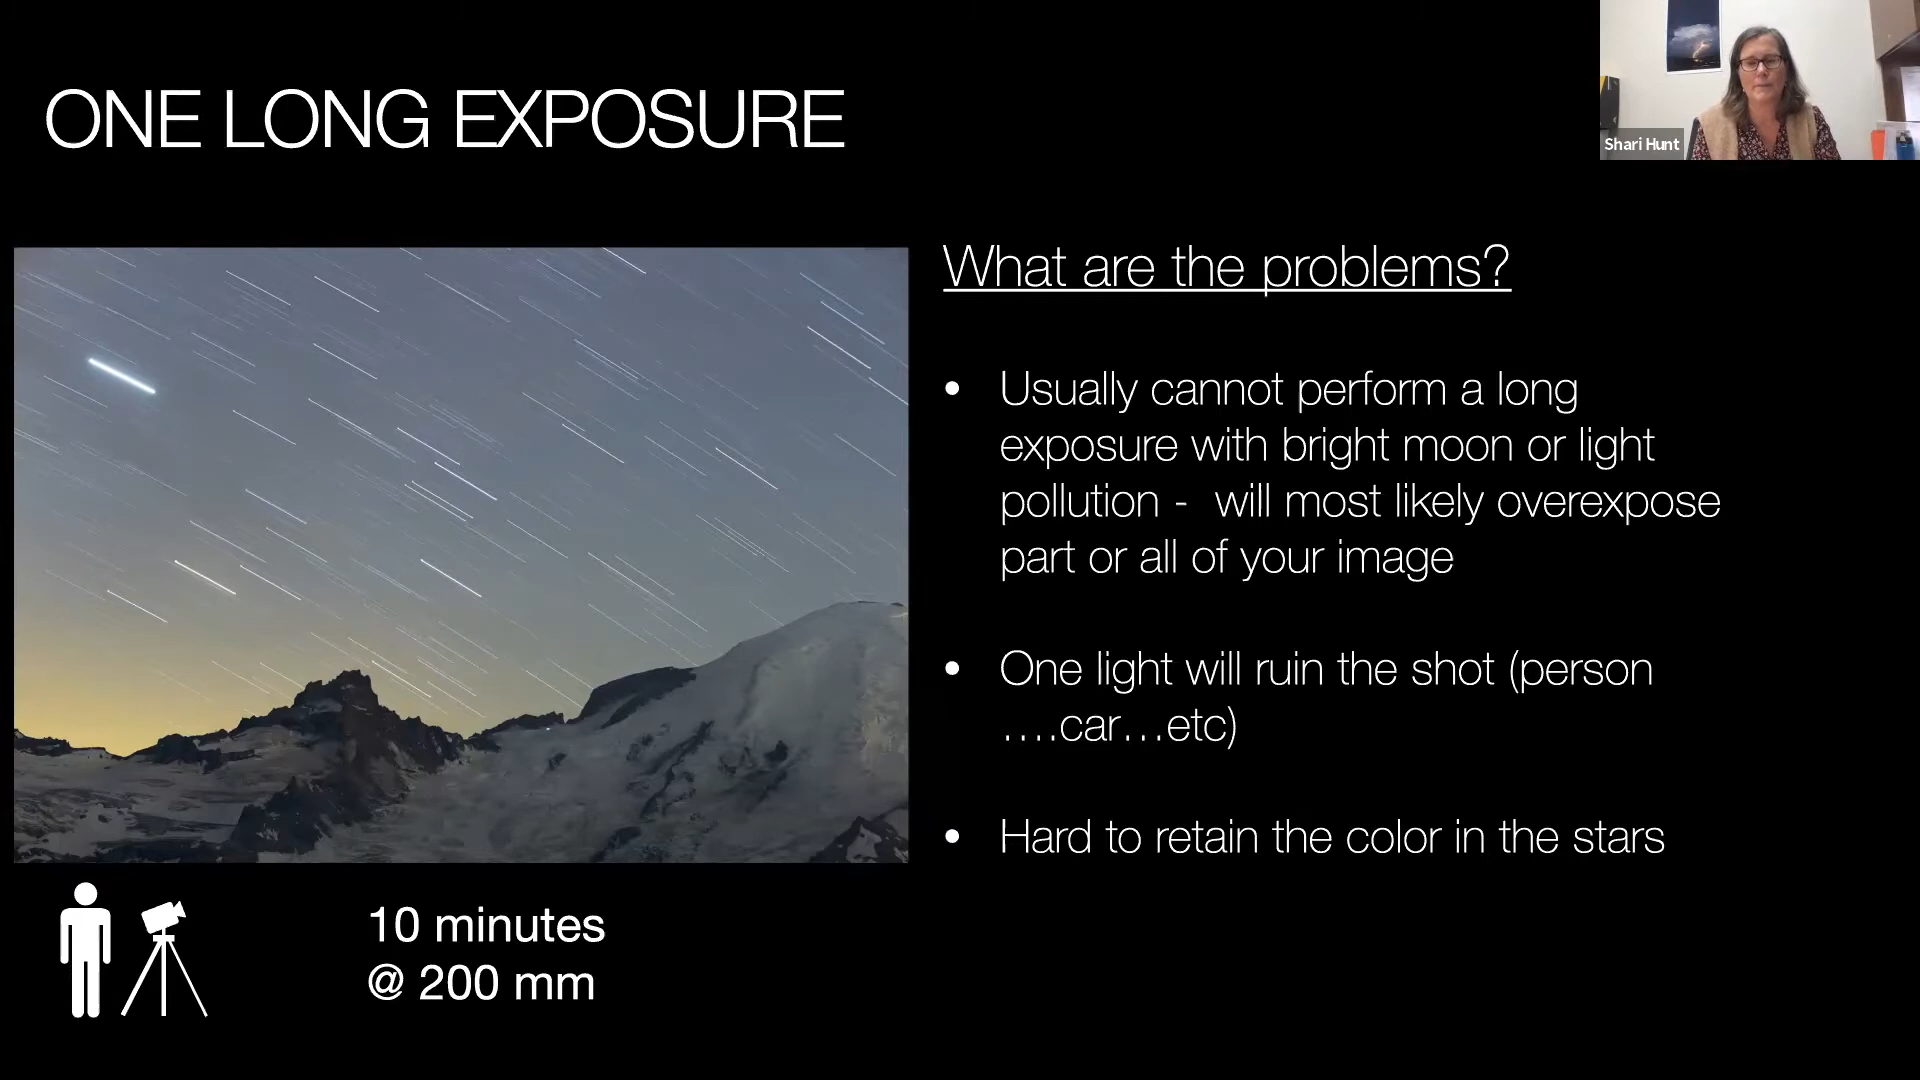 ONE LONG EXPOSURE
Shari Hunt
What are the problems?
• Usually cannot perform a long
exposure with bright moon or light
pollution -  will most likely overexpose
part or all of your image
• One light will ruin the shot (person
….car…etc)
• Hard to retain the color in the stars
10 minutes
@ 200 mm